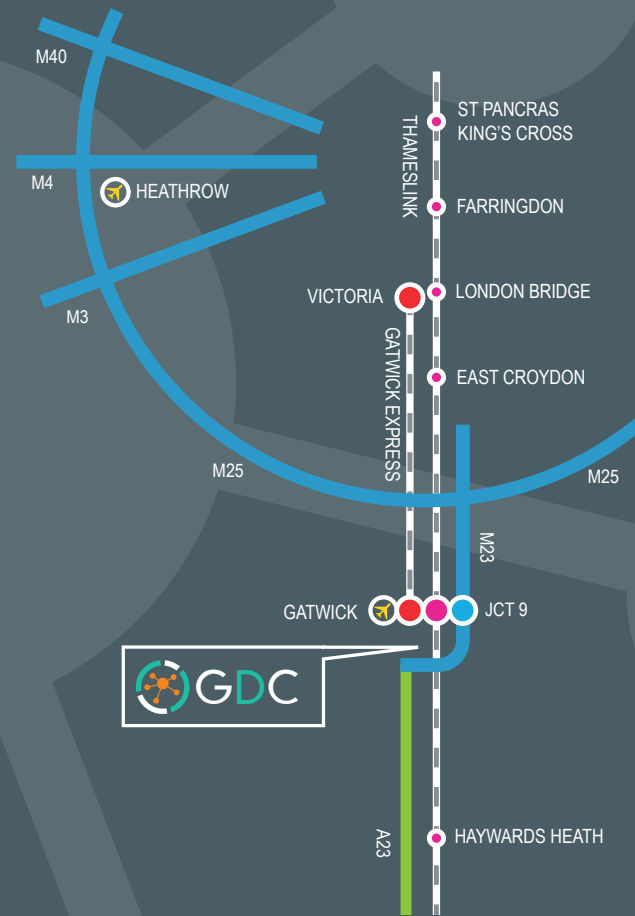 M40
ST PANCRAS
KING'S CROSS
THAMESLINK
M4
HEATHROW
FARRINGDON
VICTORIA
LONDON BRIDGE
M3
GATWICK EXPRESS
EAST CROYDON
M25
M25
M23
GATWICK
JCT 9
GDC
A23
HAYWARDS HEATH